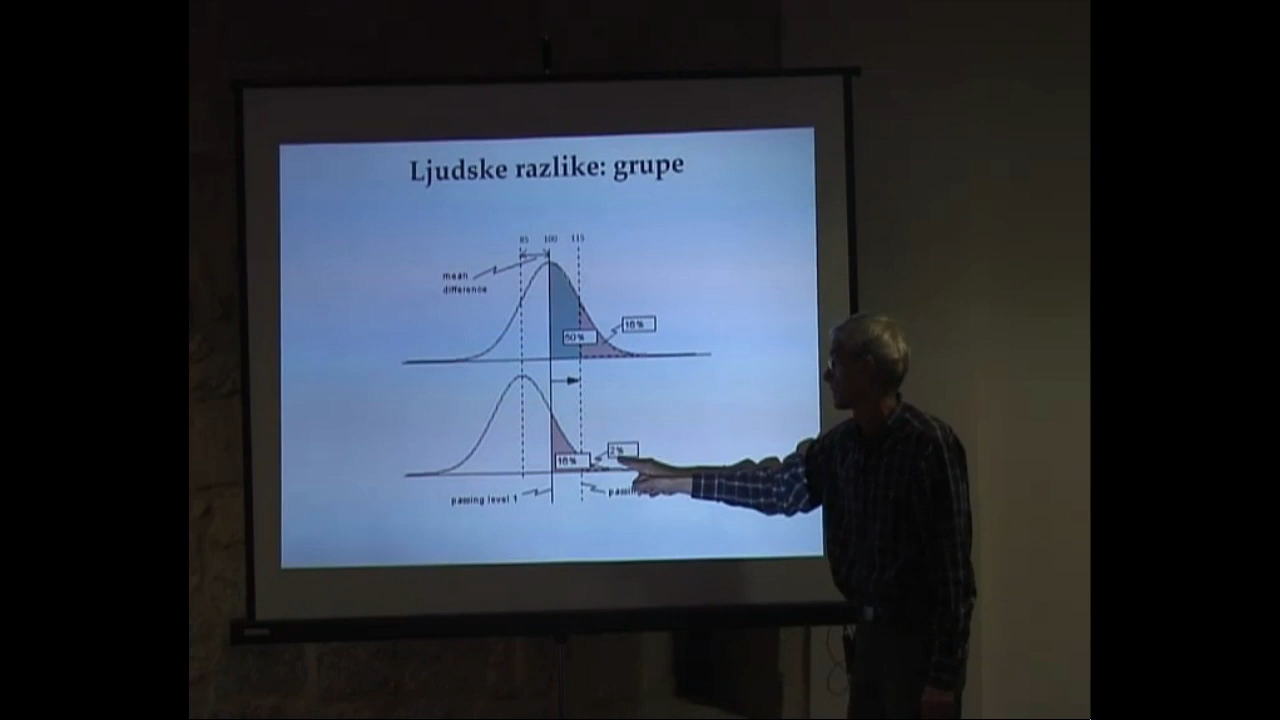 Ljudske razlike: grupe
85 100 115
mean
difference
16%
50%
2%
16%
passing level 1